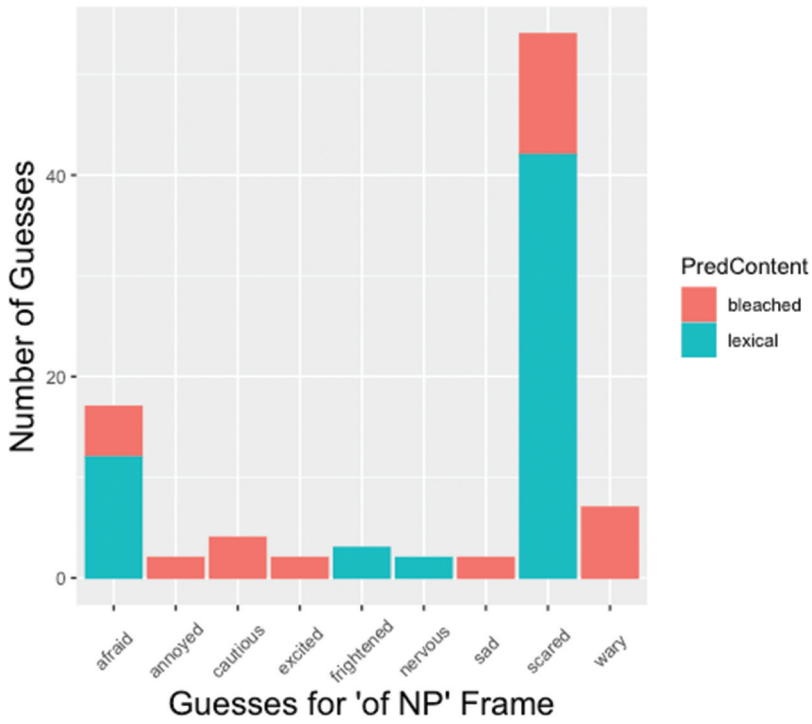 Number of Guesses
40
20
0
afraid
annoyed
cautious
excited
frightened
nervous
sad
scared
wary
Guesses for 'of NP' Frame
PredContent
bleached
lexical